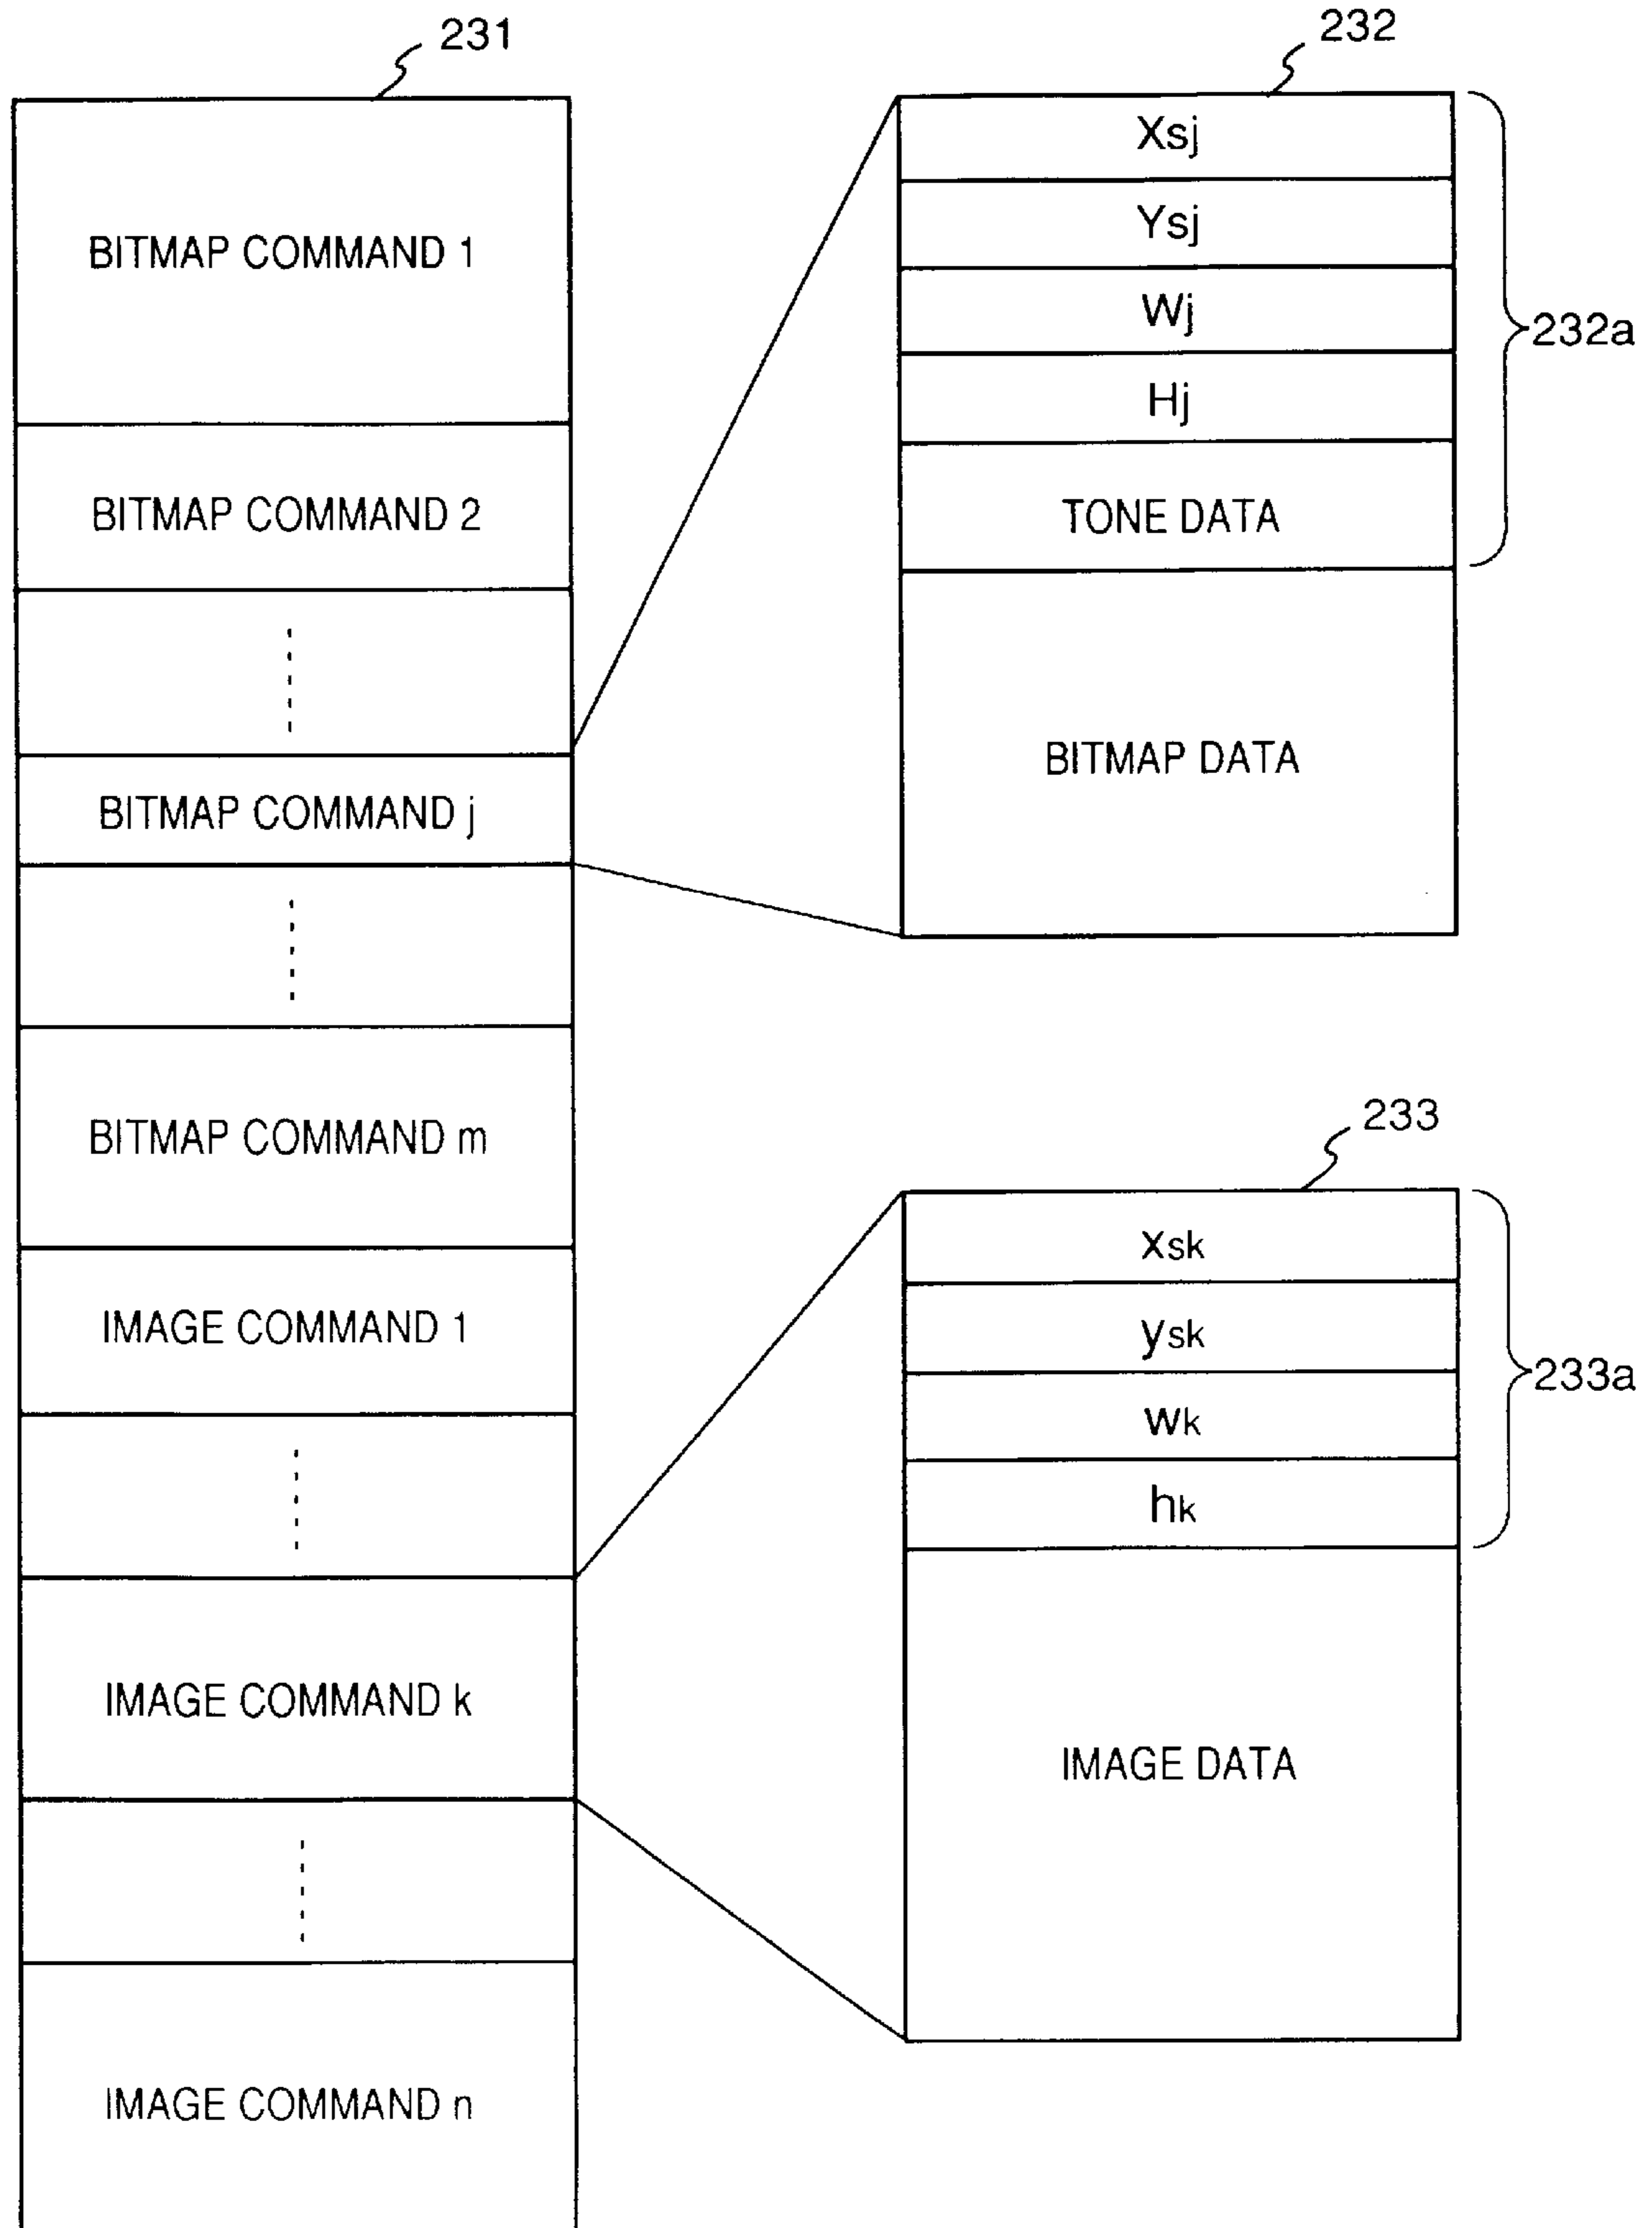 231
BITMAP COMMAND 1
BITMAP COMMAND 2
BITMAP COMMAND j
BITMAP COMMAND m
IMAGE COMMAND 1
IMAGE COMMAND k
IMAGE COMMAND n
232
Xsj
Ysj
Wj
Hj
TONE DATA
232a
BITMAP DATA
233
xsk
ysk
wk
hk
233a
IMAGE DATA